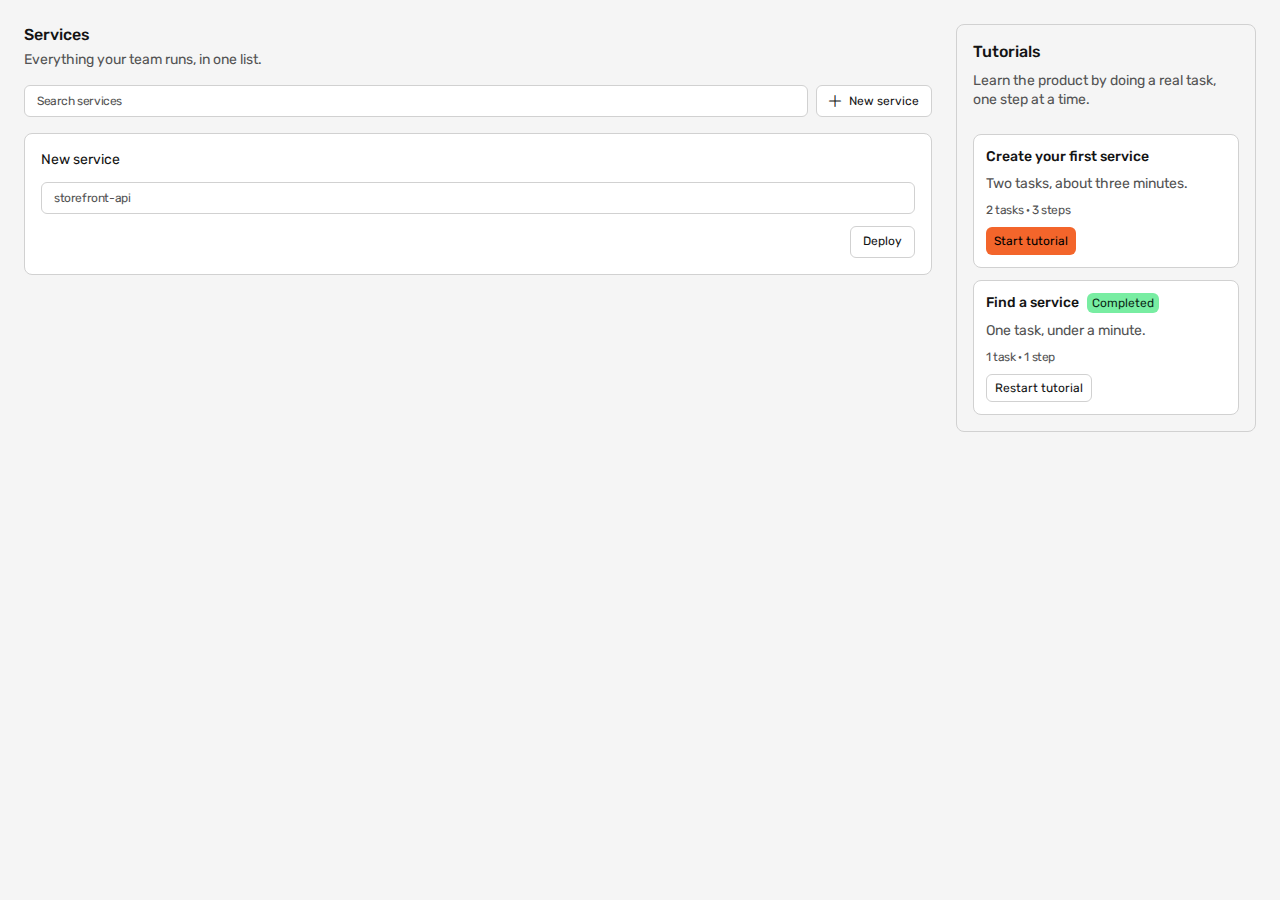 Services
Everything your team runs, in one list.
Search services
New service
New service
storefront-api
Deploy
Tutorials
Learn the product by doing a real task,
one step at a time.
Create your first service
Two tasks, about three minutes.
2 tasks • 3 steps
Start tutorial
Find a service Completed
One task, under a minute.
1 task • 1 step
Restart tutorial